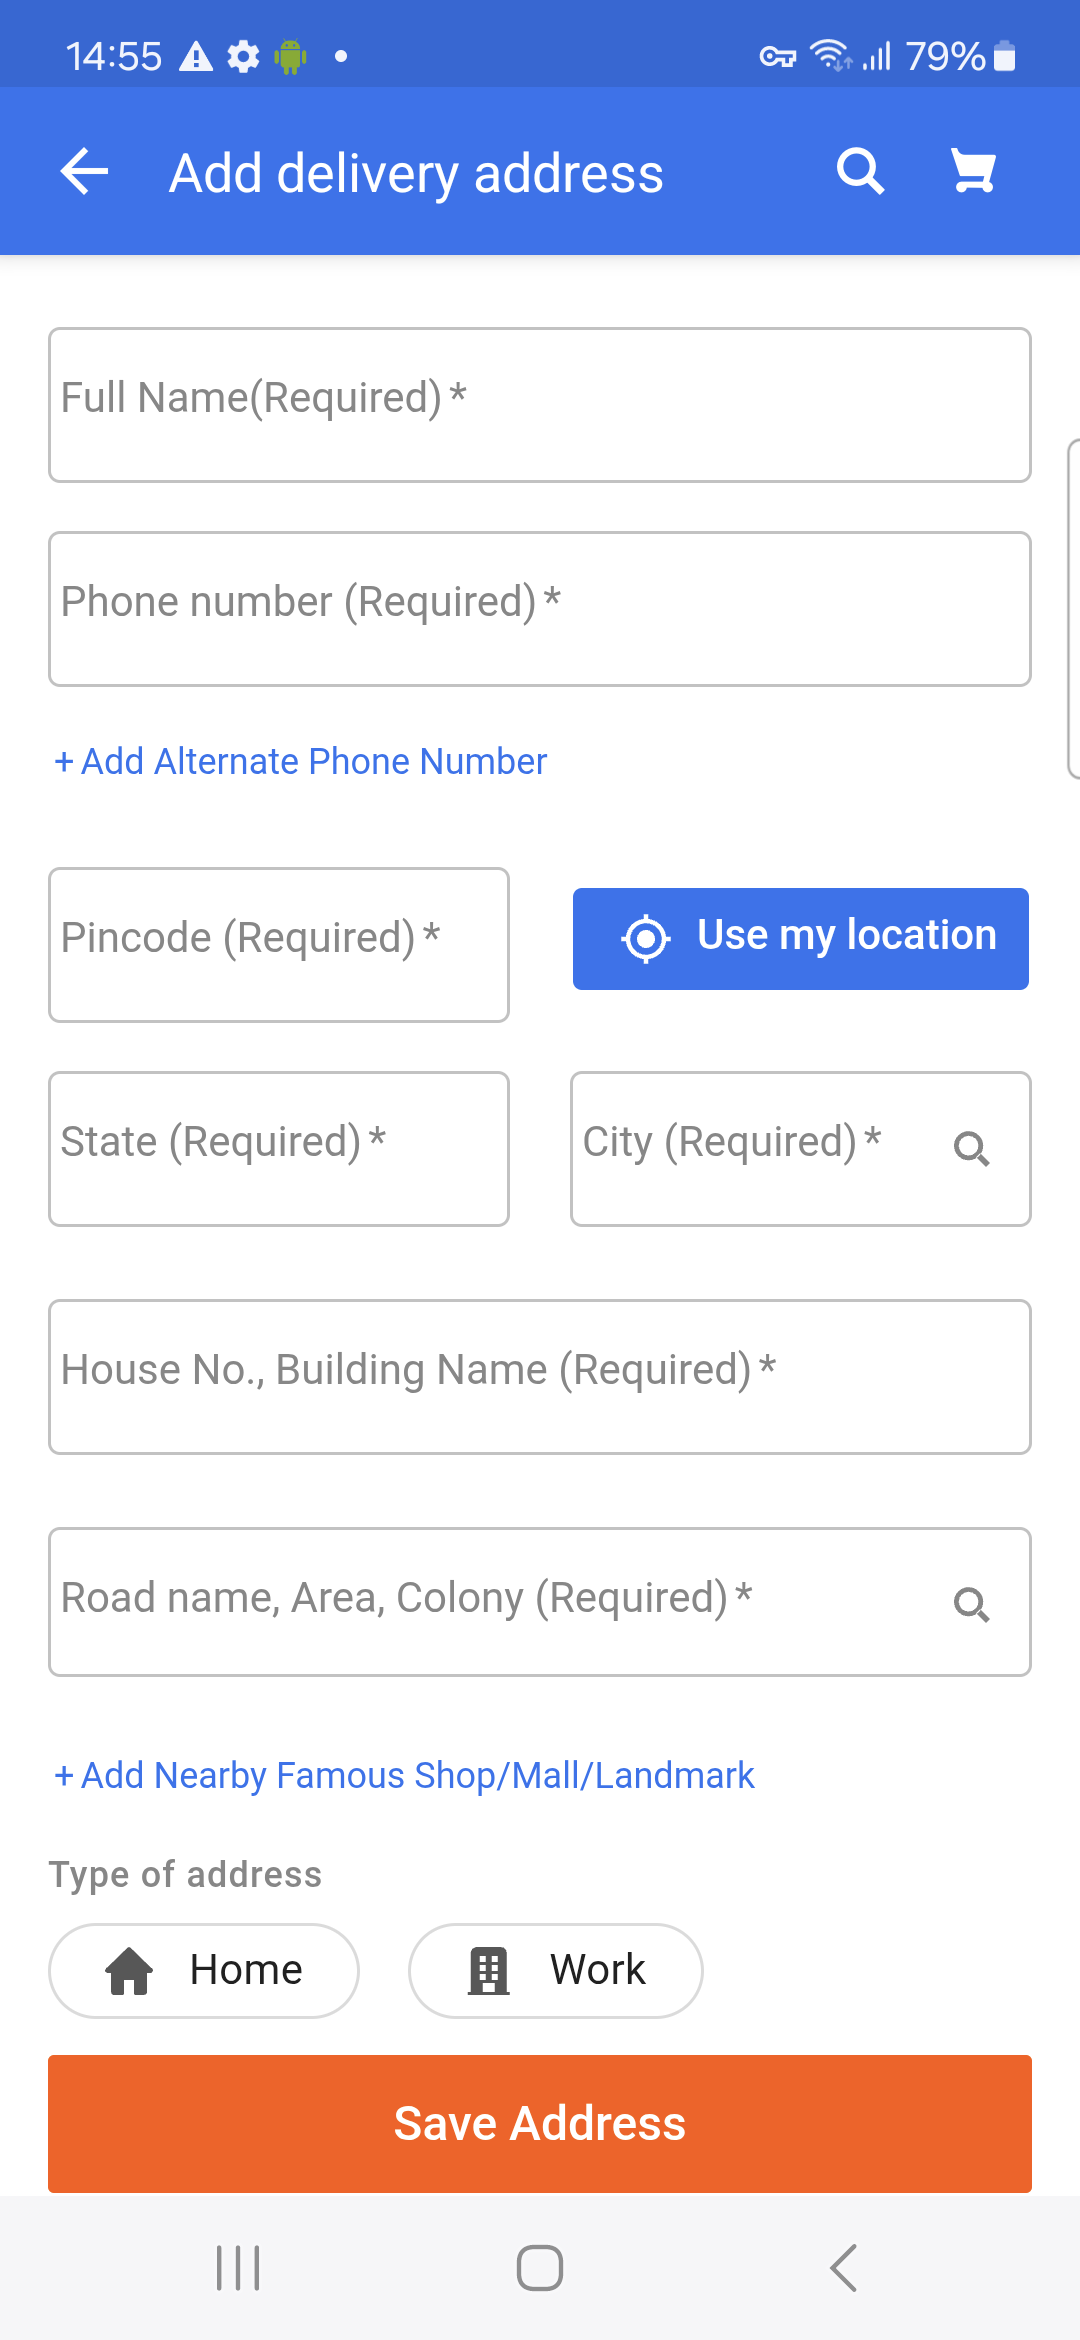 14:55
79%
Add delivery address
Full Name(Required) *
Phone number (Required) *
+ Add Alternate Phone Number
Pincode (Required) *
Use my location
State (Required) *
City (Required) *
House No., Building Name (Required) *
Road name, Area, Colony (Required) *
+ Add Nearby Famous Shop/Mall/Landmark
Type of address
Home
Work
Save Address